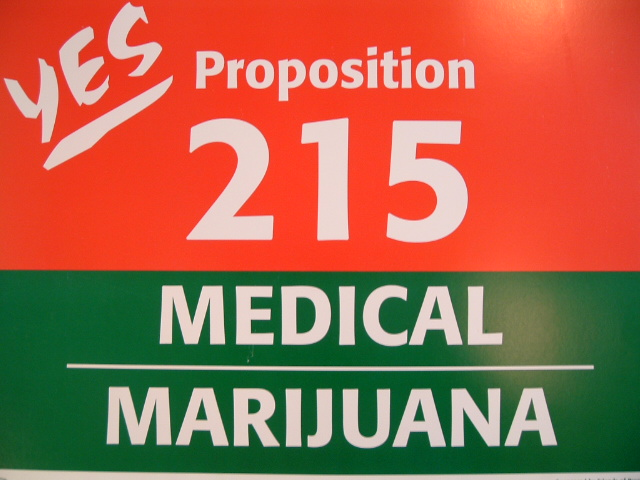 YES
Proposition
215
MEDICAL
MARIJUANA